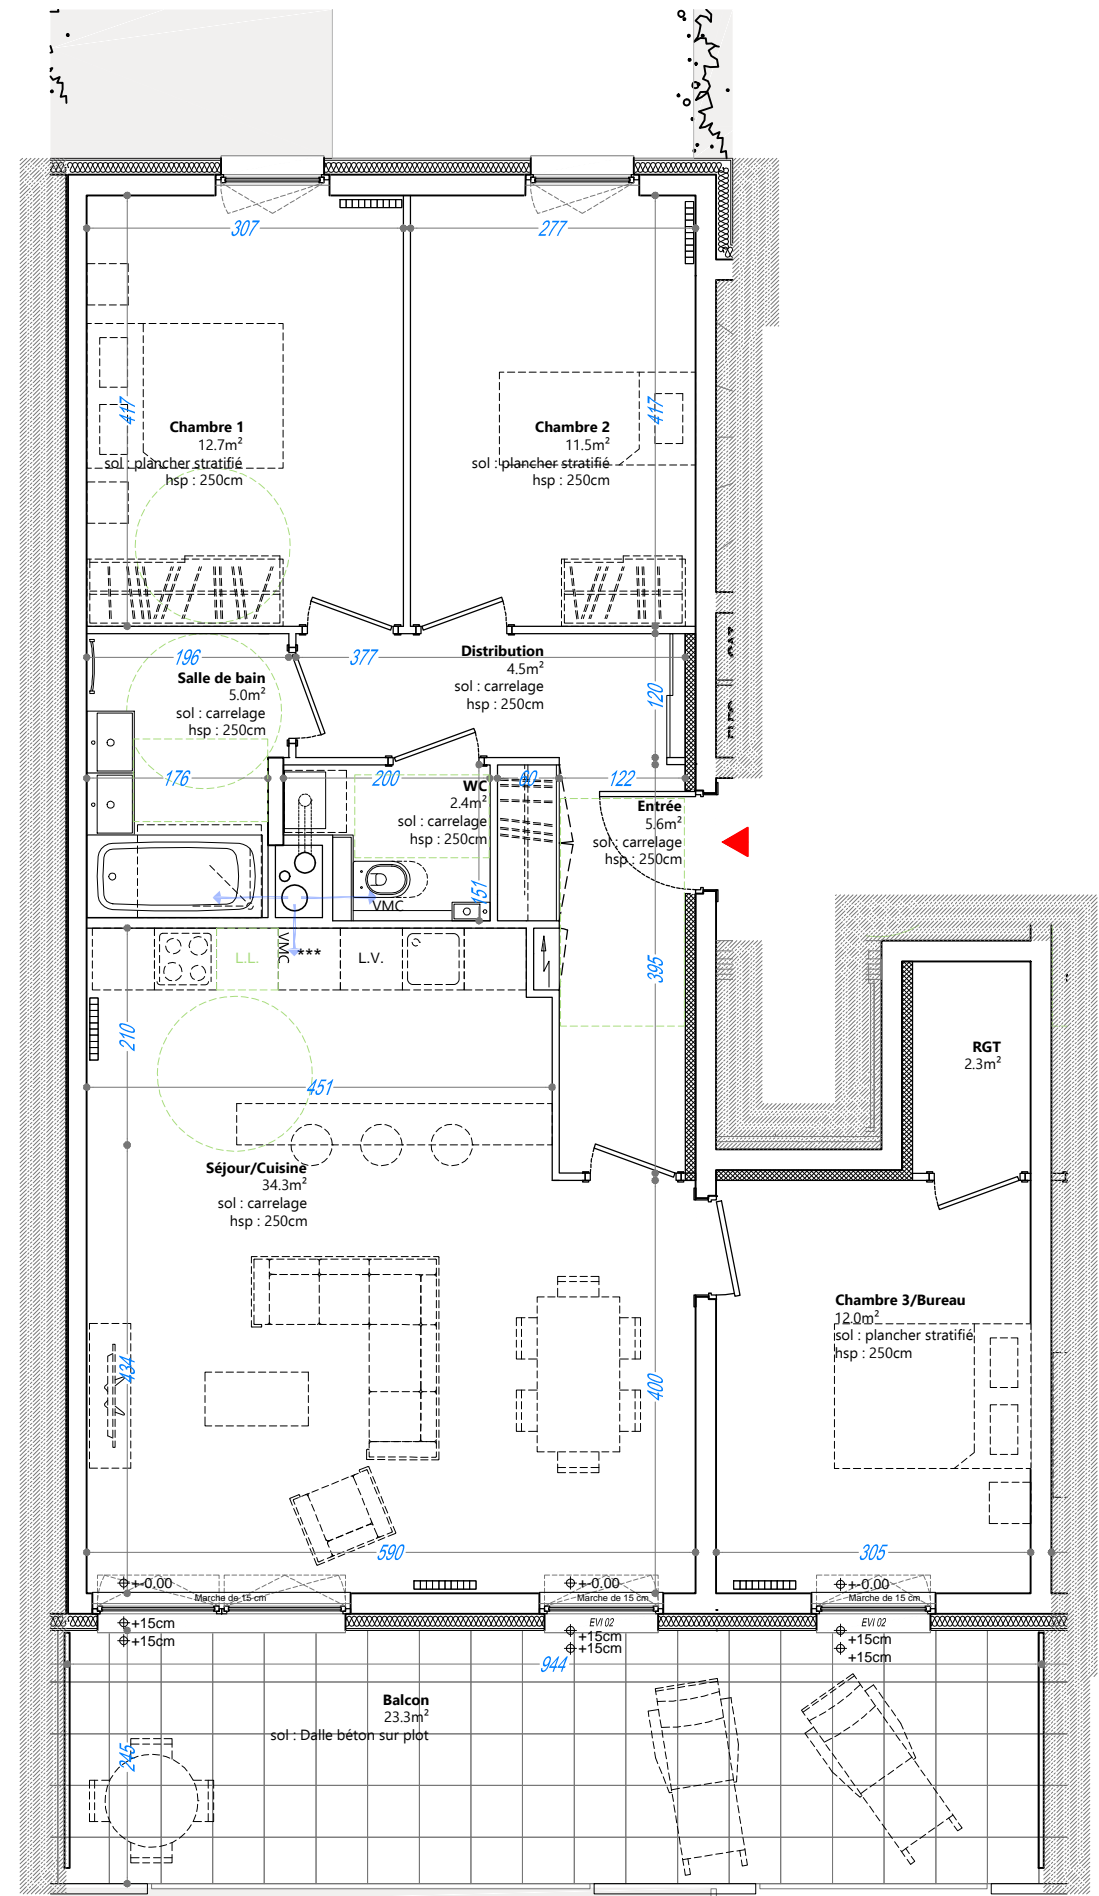 307
277
417
417
Chambre 1
12.7m²
sol : plancher stratifié
hsp : 250cm
Chambre 2
11.5m²
sol : plancher stratifié
hsp : 250cm
196
377
Distribution
4.5m²
sol : carrelage
hsp : 250cm
Salle de bain
5.0m²
sol : carrelage
hsp : 250cm
120
176
200
60
122
WC
2.4m²
sol : carrelage
hsp : 250cm
Entrée
5.6m²
sol : carrelage
hsp : 250cm
151
VMC
L.L.
VMC
***
L.V.
395
210
451
RGT
2.3m²
Séjour/Cuisine
34.3m²
sol : carrelage
hsp : 250cm
Chambre 3/Bureau
12.0m²
sol : plancher stratifié
hsp : 250cm
434
400
590
305
+-0.00
+-0.00
+-0.00
Marche de 15 cm
Marche de 15 cm
Marche de 15 cm
EVI 02
EVI 02
+15cm
+15cm
+15cm
+15cm
+15cm
+15cm
944
Balcon
23.3m²
sol : Dalle béton sur plot
245